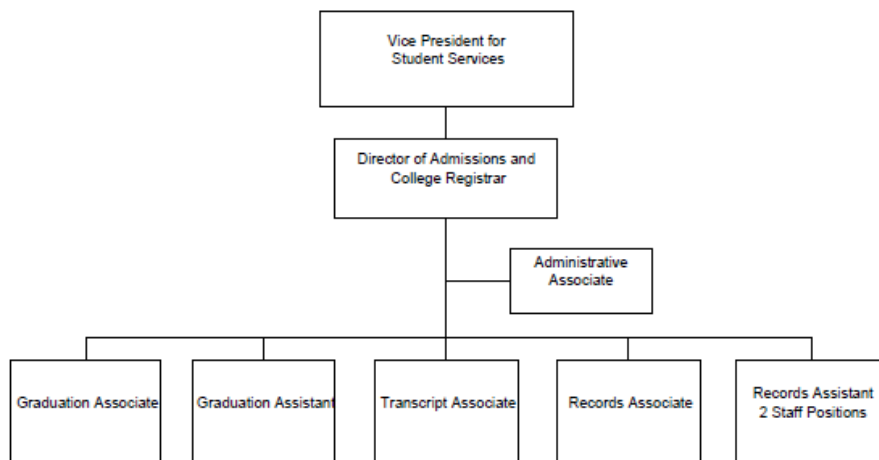 Vice President for
Student Services
Director of Admissions and
College Registrar
Administrative
Associate
Graduation Associate
Graduation Assistant
Transcript Associate
Records Associate
Records Assistant
2 Staff Positions